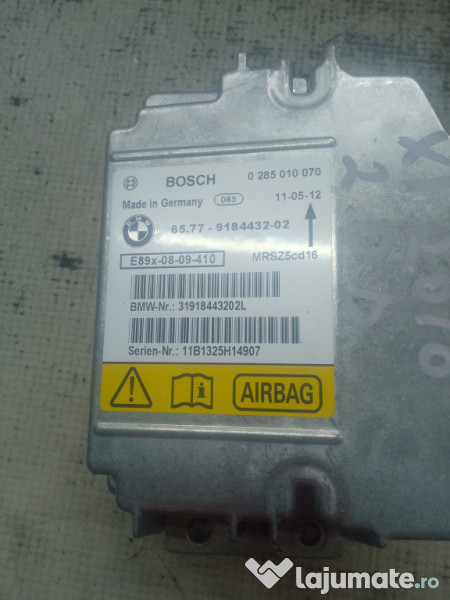 BOSCH 0 285 010 070
Made in Germany 085 11-05-12
BMW
65.77 - 9184432-02
E89x-08-09-410 MRSZ5cd16
BMW-Nr.: 31918443202L
Serien-Nr.: 11B1325H14907
AIRBAG
lajumate.ro